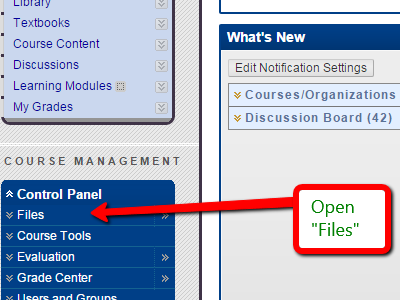 Library
Textbooks
Course Content
Discussions
Learning Modules
My Grades
COURSE MANAGEMENT
Control Panel
Files
Course Tools
Evaluation
Grade Center
Users and Groups
What's New
Edit Notification Settings
Courses/Organizations
Discussion Board (42)
Open
"Files"